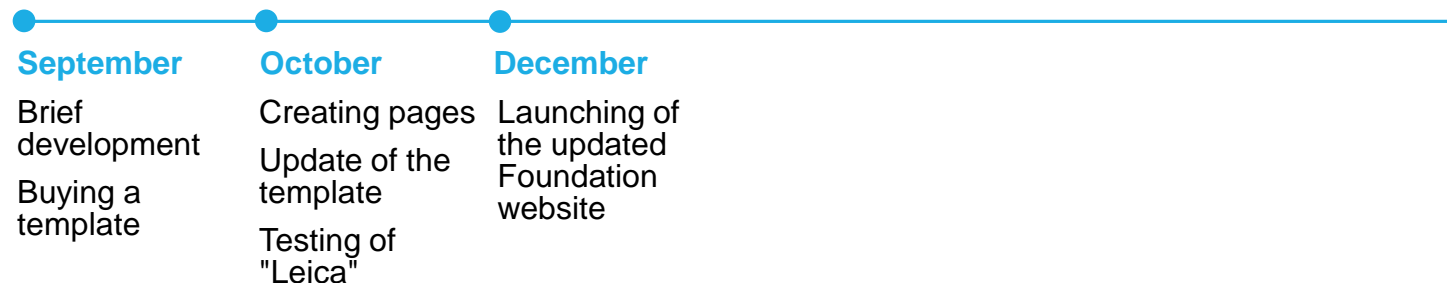 September
Brief
development
Buying a
template
October
Creating pages
Update of the
template
Testing of
"Leica"
December
Launching of
the updated
Foundation
website